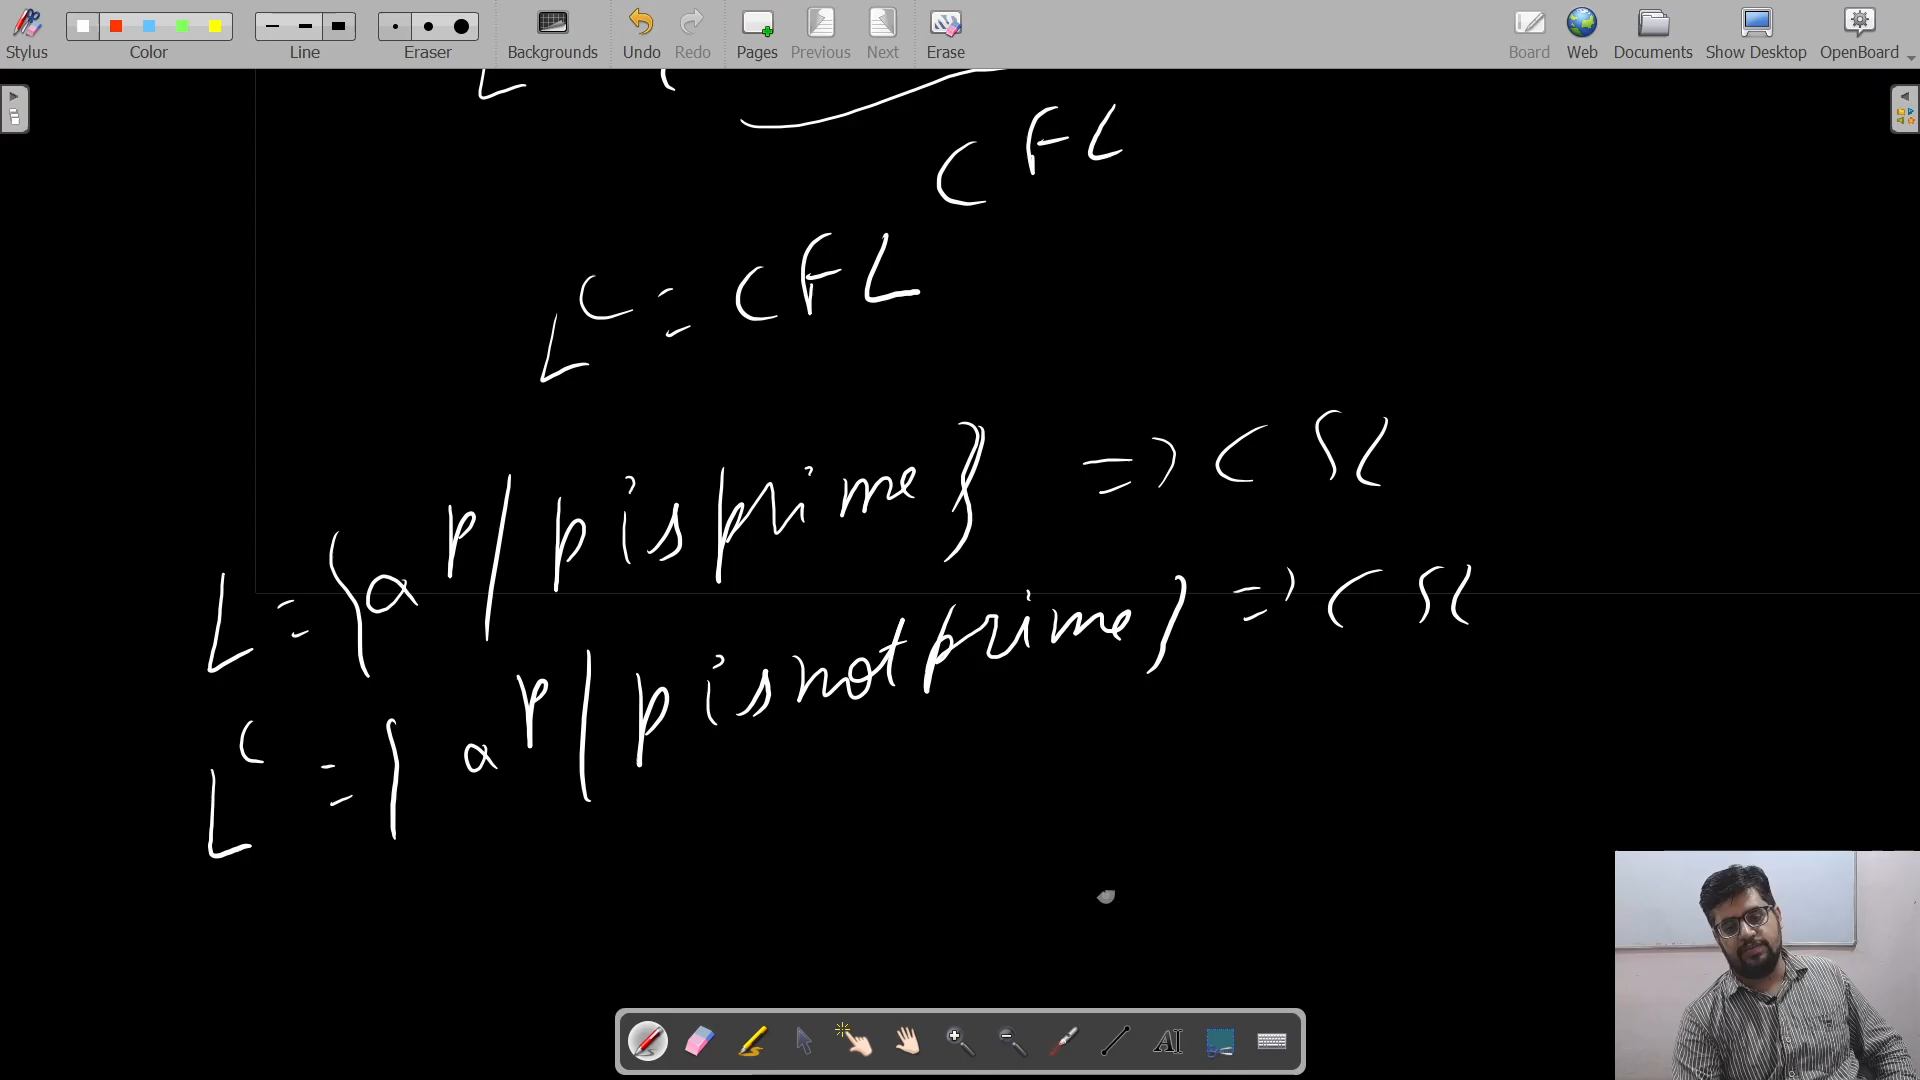 Stylus Color Line Eraser Backgrounds Undo Redo Pages Previous Next Erase Board Web Documents Show Desktop OpenBoard
CFL
L^C = CFL
L = {a^p / p is prime} => CSL
L^C = { a^p / p is not prime} => CSL